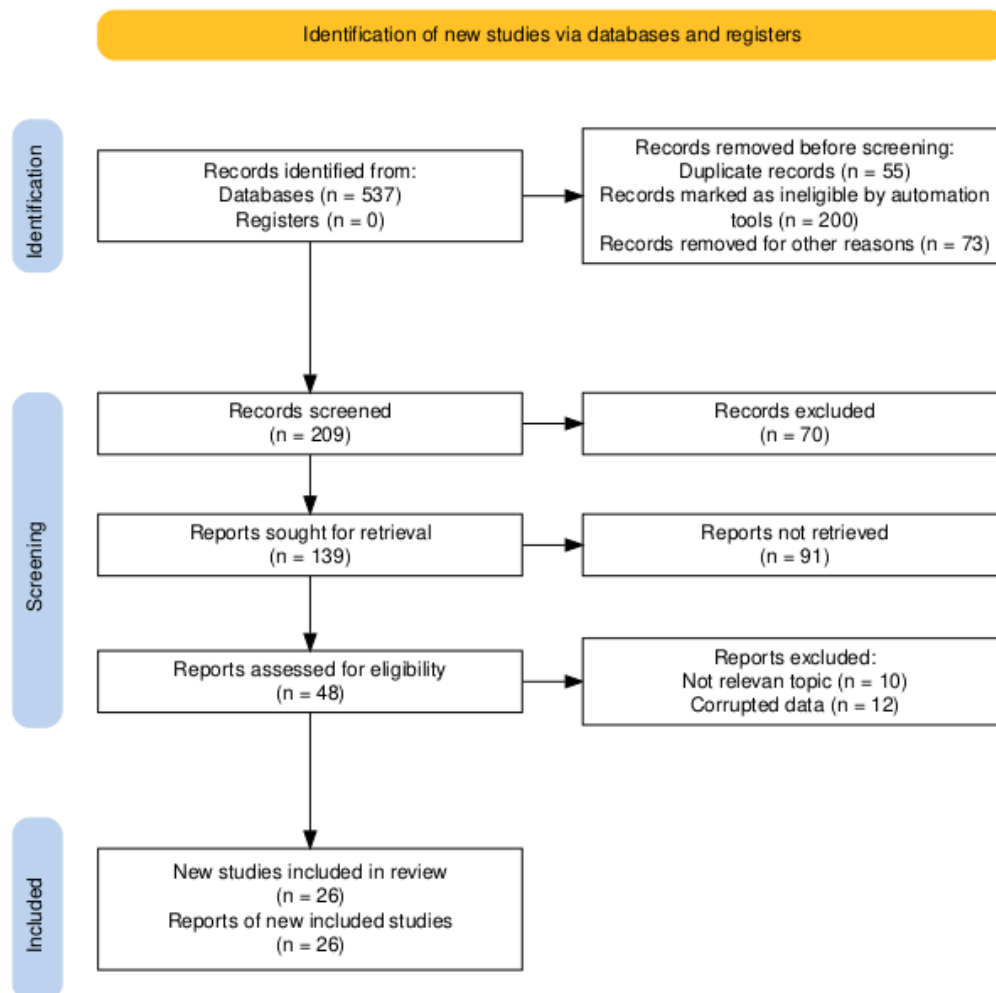 Identification of new studies via databases and registers
Identification
Records identified from:
Databases (n = 537)
Registers (n = 0)
Records removed before screening:
Duplicate records (n = 55)
Records marked as ineligible by automation
tools (n = 200)
Records removed for other reasons (n = 73)
Screening
Records screened
(n = 209)
Records excluded
(n = 70)
Reports sought for retrieval
(n = 139)
Reports not retrieved
(n = 91)
Reports assessed for eligibility
(n = 48)
Reports excluded:
Not relevan topic (n = 10)
Corrupted data (n = 12)
Included
New studies included in review
(n = 26)
Reports of new included studies
(n = 26)